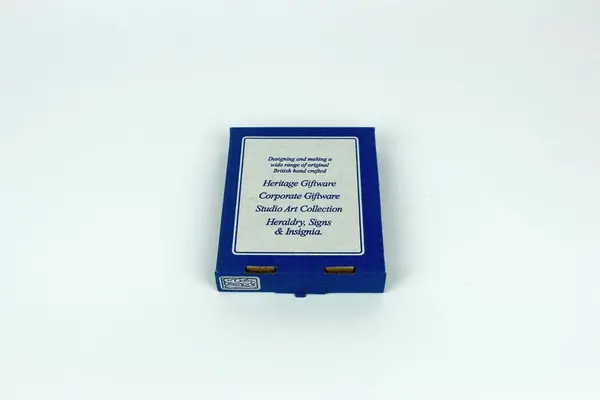 Designing and making a
wide range of original
British hand crafted
Heritage Giftware
Corporate Giftware
Studio Art Collection
Heraldry, Signs
& Insignia.